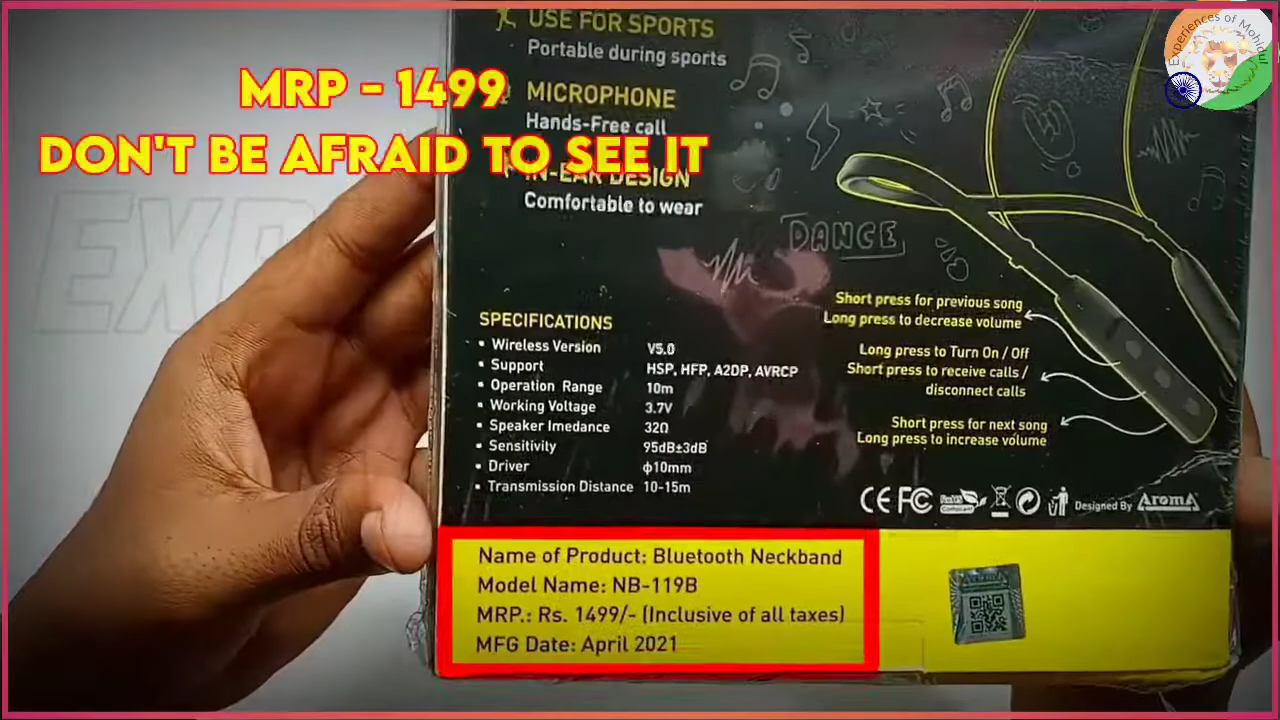 Experiences of Mohidul
MRP - 1499
DON'T BE AFRAID TO SEE IT
USE FOR SPORTS
Portable during sports
MICROPHONE
Hands-Free call
IN-EAR DESIGN
Comfortable to wear
DANCE
SPECIFICATIONS
• Wireless Version V5.0
• Support HSP, HFP, A2DP, AVRCP
• Operation Range 10m
• Working Voltage 3.7V
• Speaker Imedance 32Ω
• Sensitivity 95dB±3dB
• Driver ϕ10mm
• Transmission Distance 10-15m
Short press for previous song
Long press to decrease volume
Long press to Turn On / Off
Short press to receive calls /
disconnect calls
Short press for next song
Long press to increase volume
CE FC RoHS Compliant Designed By AromA
Name of Product: Bluetooth Neckband
Model Name: NB-119B
MRP.: Rs. 1499/- (Inclusive of all taxes)
MFG Date: April 2021